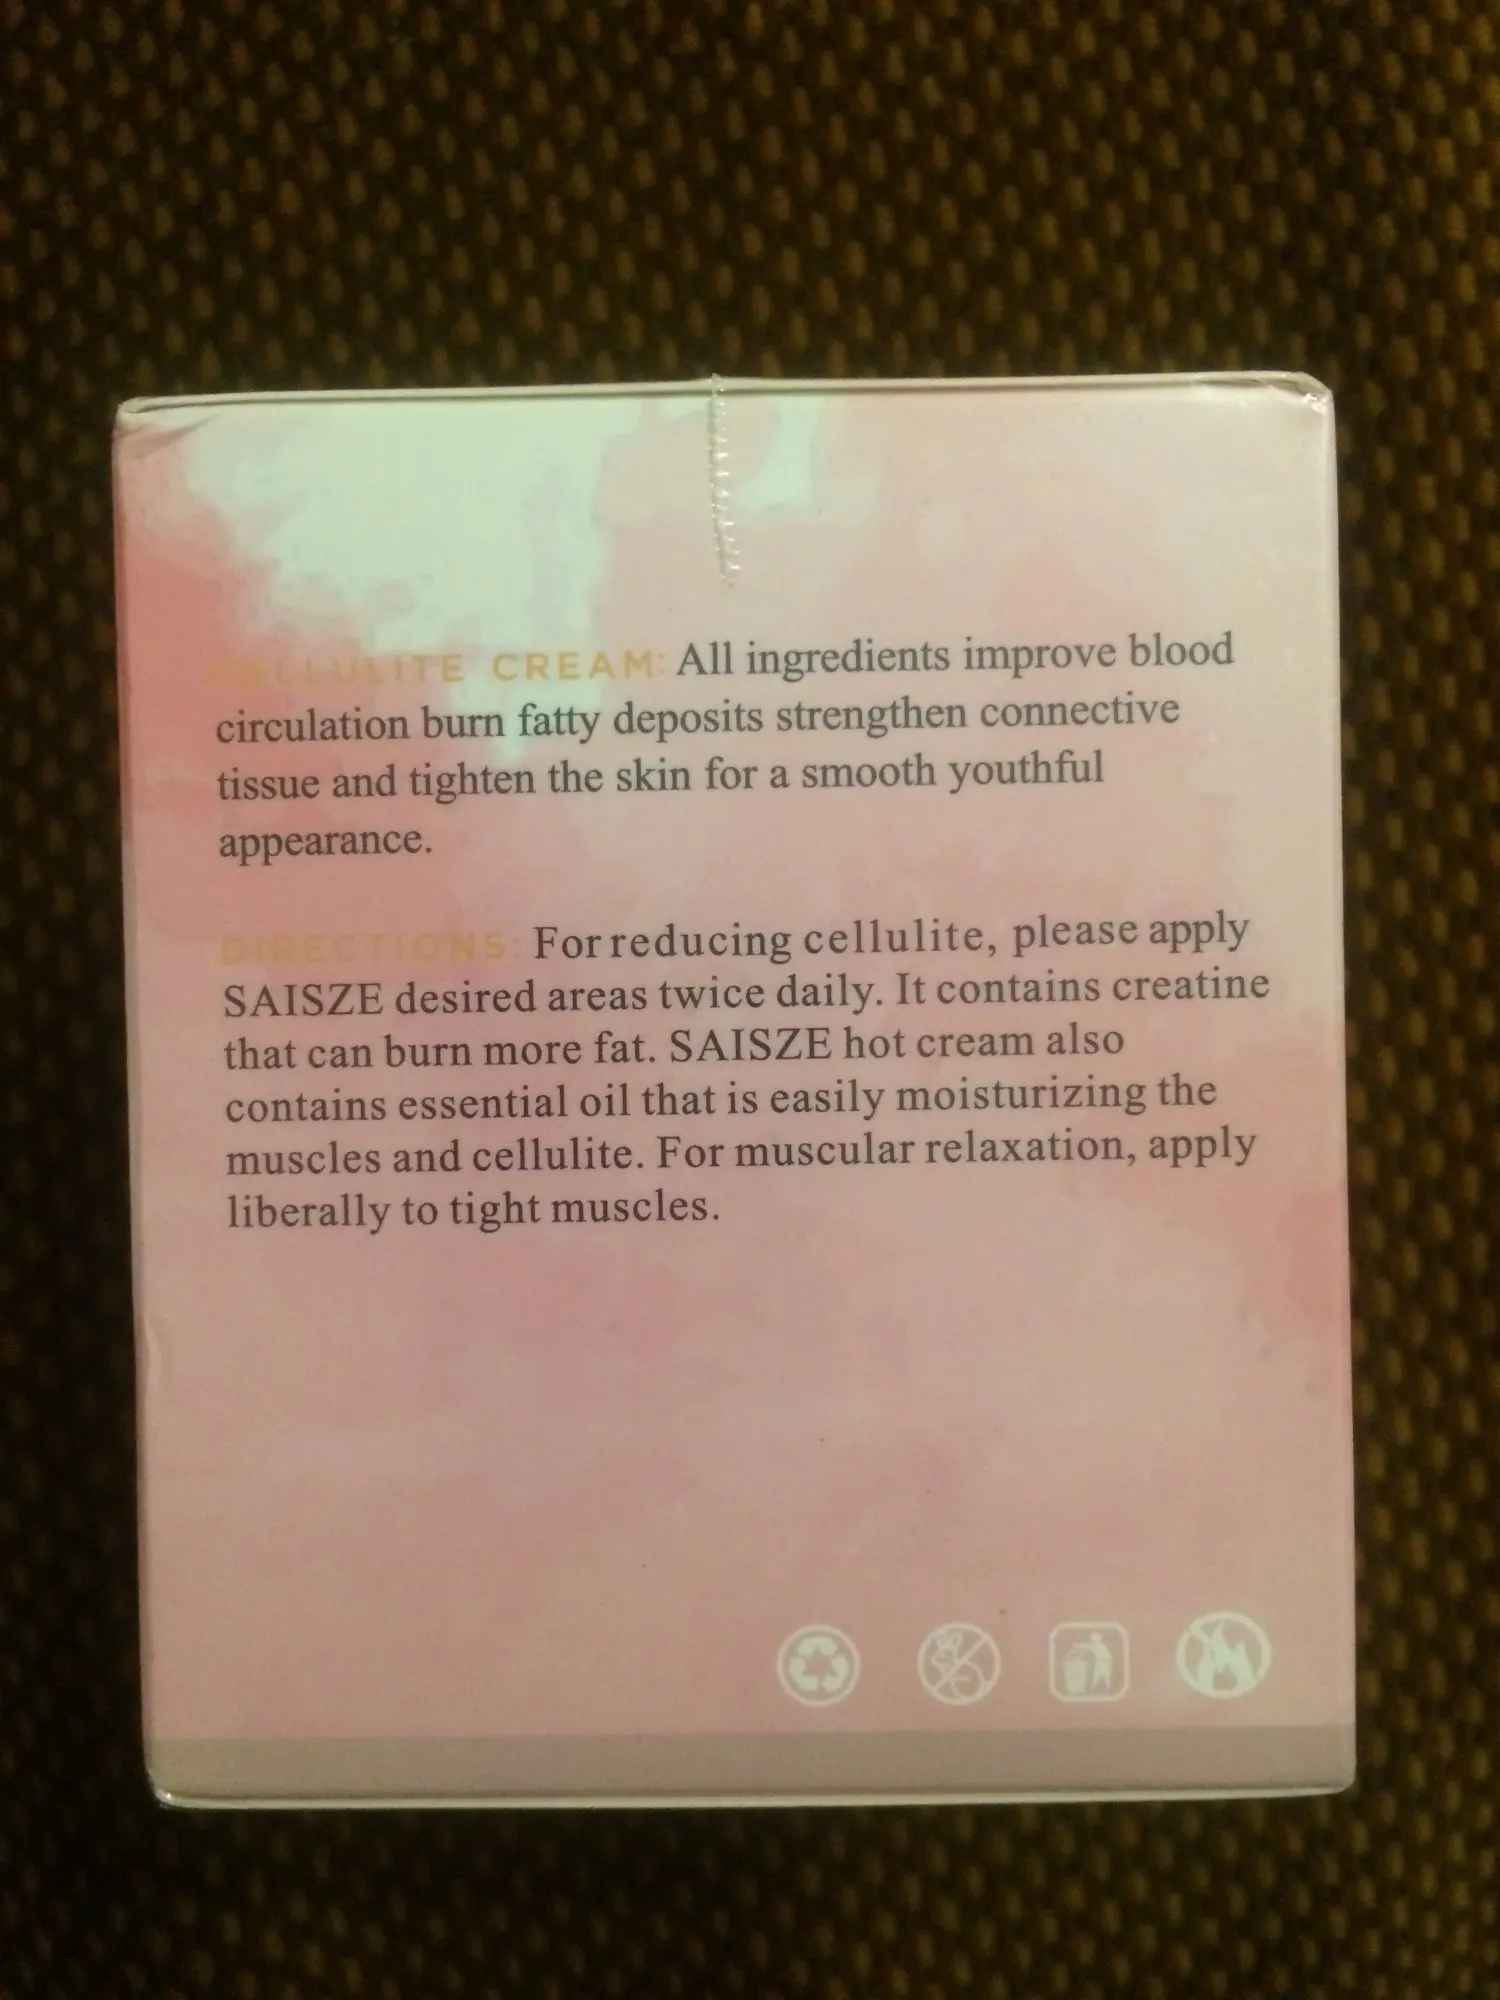 CELLULITE CREAM: All ingredients improve blood
circulation burn fatty deposits strengthen connective
tissue and tighten the skin for a smooth youthful
appearance.
DIRECTIONS: For reducing cellulite, please apply
SAISZE desired areas twice daily. It contains creatine
that can burn more fat. SAISZE hot cream also
contains essential oil that is easily moisturizing the
muscles and cellulite. For muscular relaxation, apply
liberally to tight muscles.